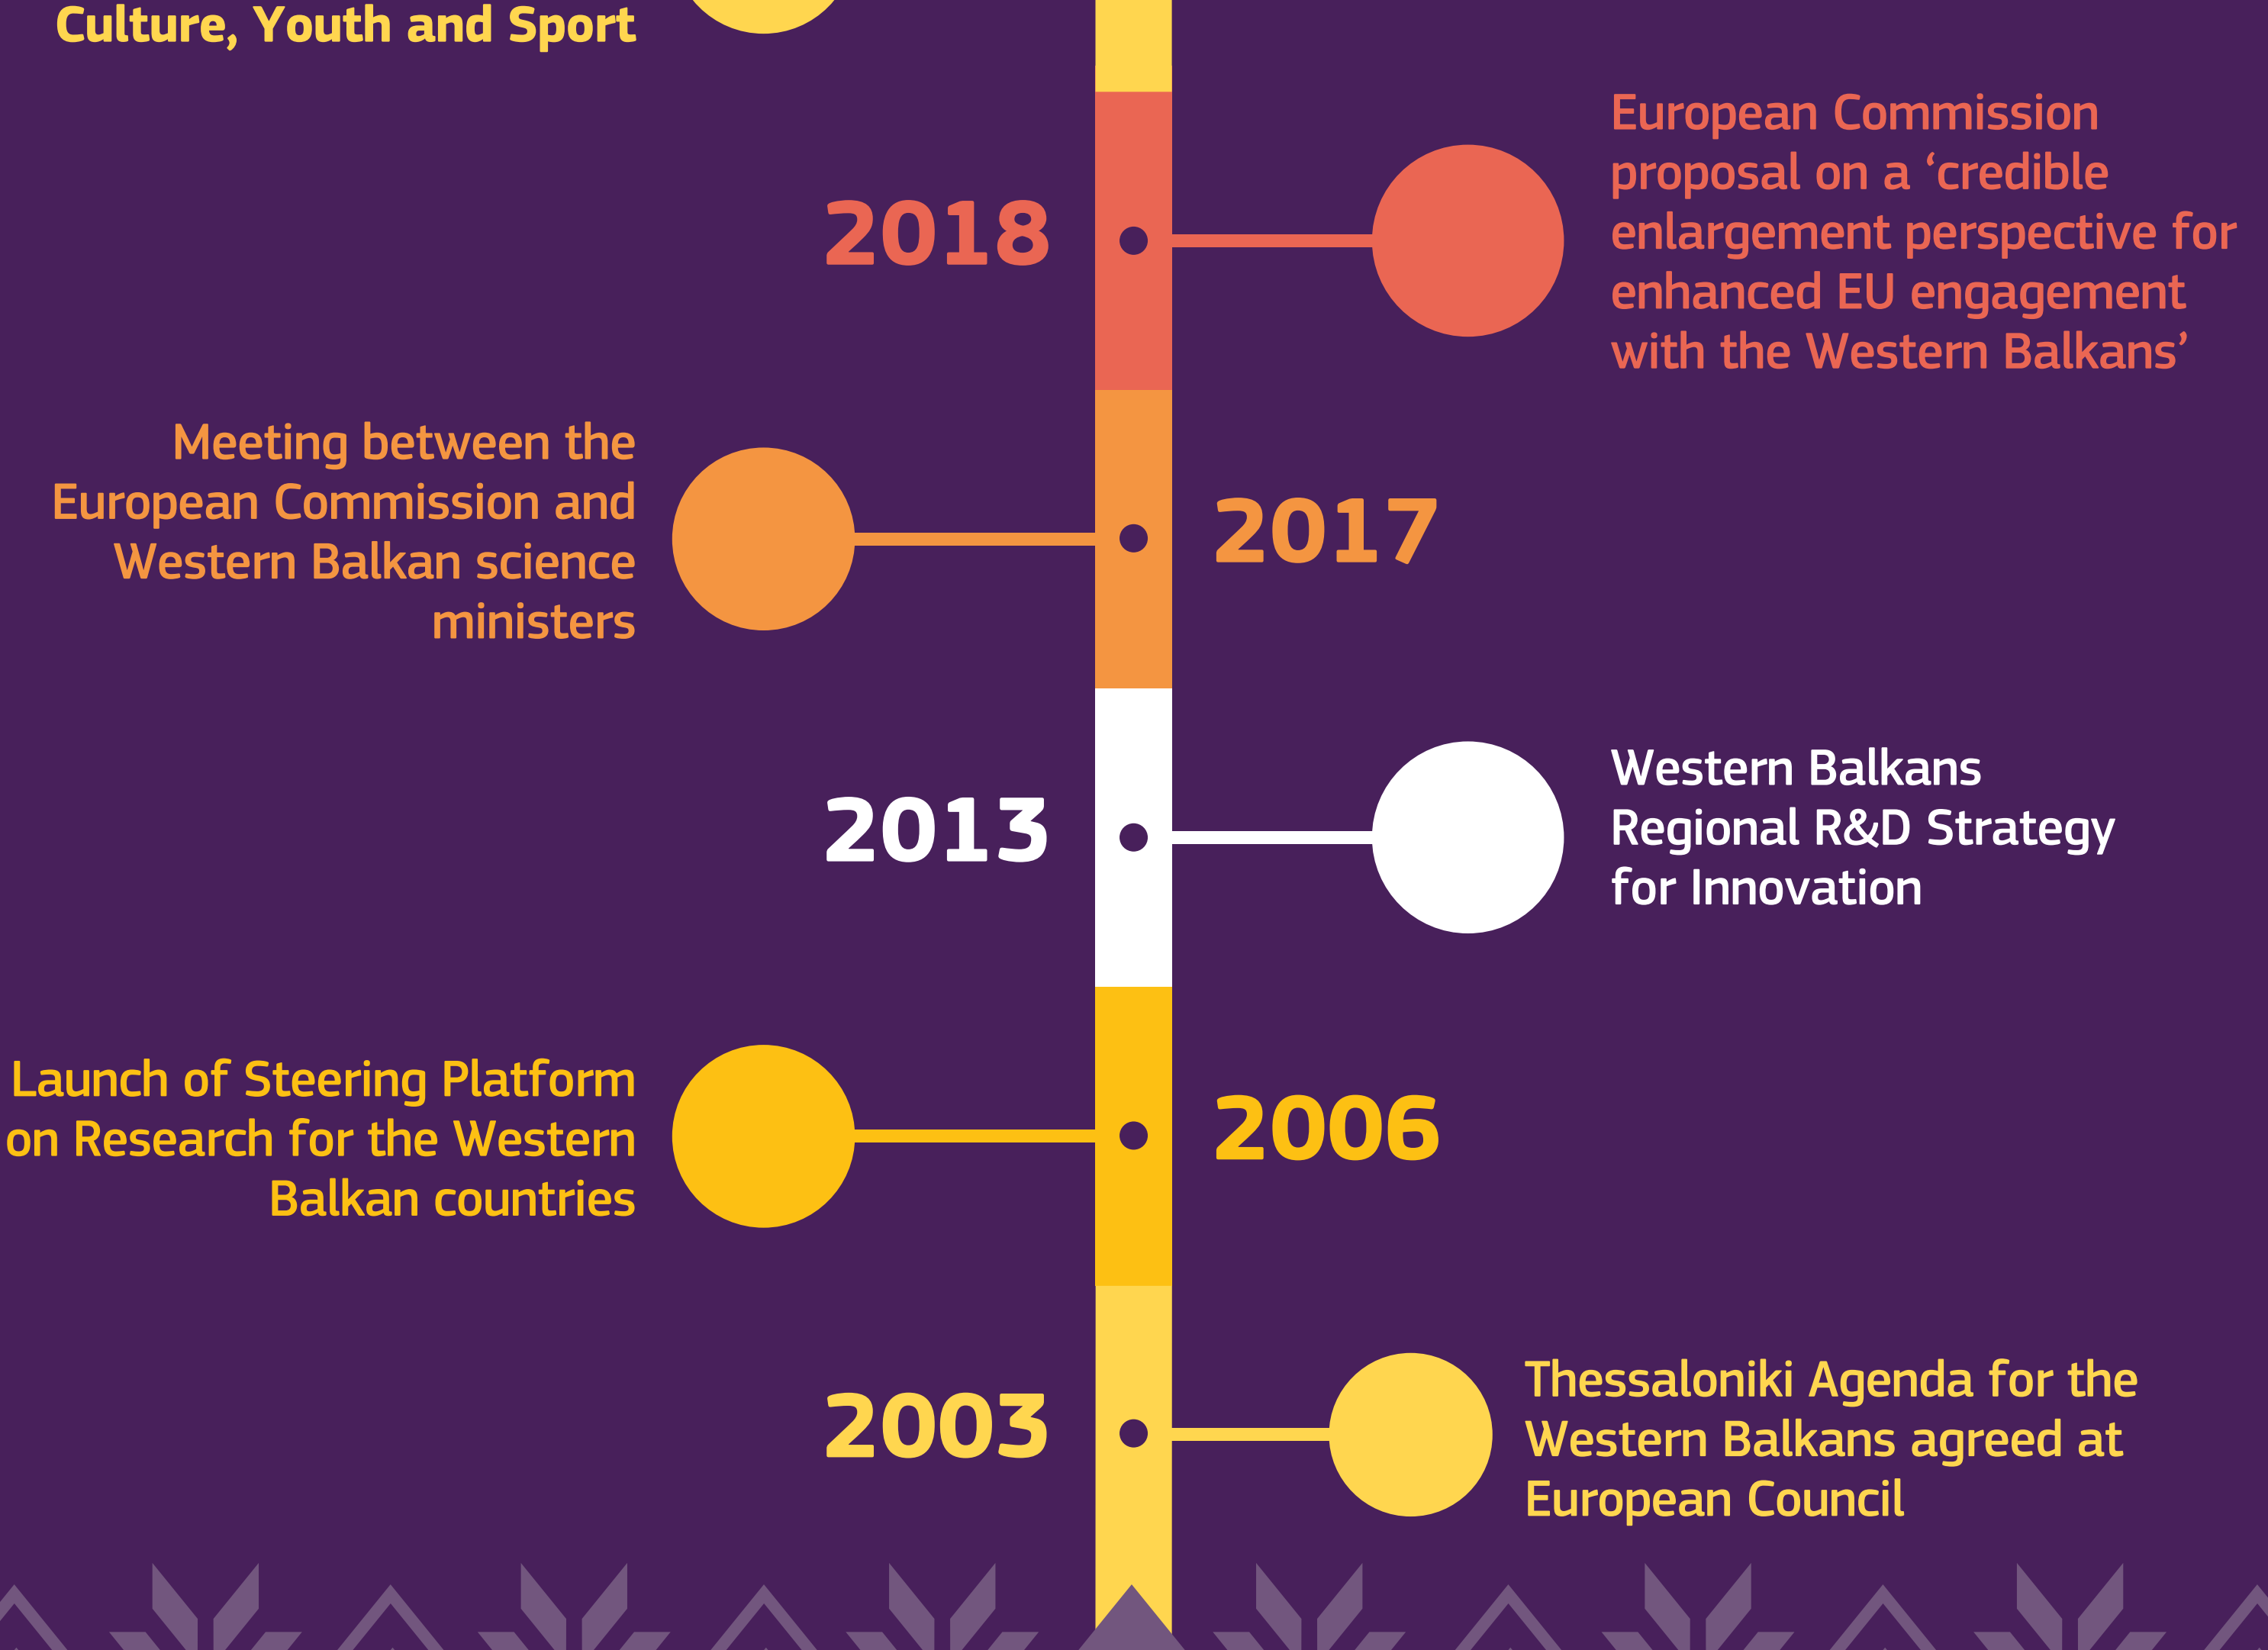 Culture, Youth and Sport
2018
European Commission
proposal on a ‘credible
enlargement perspective for
enhanced EU engagement
with the Western Balkans’
Meeting between the
European Commission and
Western Balkan science
ministers
2017
2013
Western Balkans
Regional R&D Strategy
for Innovation
Launch of Steering Platform
on Research for the Western
Balkan countries
2006
2003
Thessaloniki Agenda for the
Western Balkans agreed at
European Council